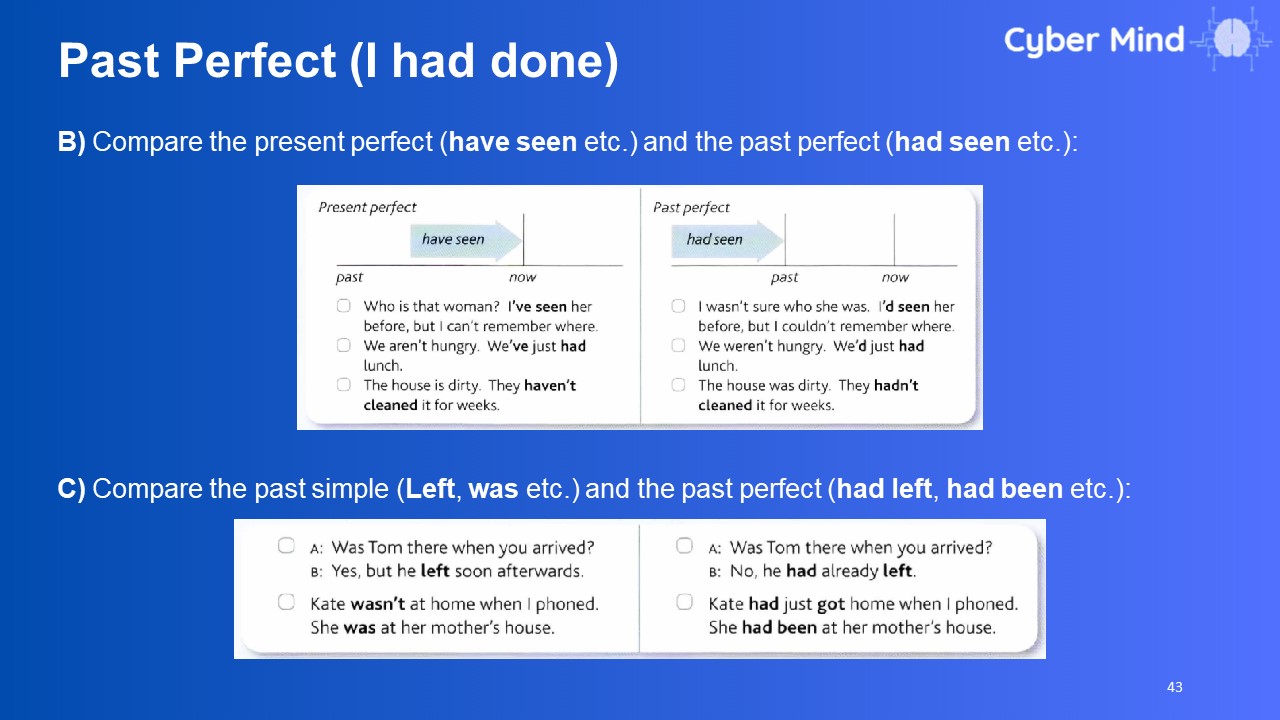 Cyber Mind
Past Perfect (I had done)
B) Compare the present perfect (have seen etc.) and the past perfect (had seen etc.):
Present perfect
have seen
past
now
Who is that woman? I've seen her
before, but I can't remember where.
We aren't hungry. We've just had
lunch.
The house is dirty. They haven't
cleaned it for weeks.
Past perfect
had seen
past
now
I wasn't sure who she was. I'd seen her
before, but I couldn't remember where.
We weren't hungry. We'd just had
lunch.
The house was dirty. They hadn't
cleaned it for weeks.
C) Compare the past simple (Left, was etc.) and the past perfect (had left, had been etc.):
A: Was Tom there when you arrived?
B: Yes, but he left soon afterwards.
Kate wasn't at home when I phoned.
She was at her mother's house.
A: Was Tom there when you arrived?
B: No, he had already left.
Kate had just got home when I phoned.
She had been at her mother's house.
43